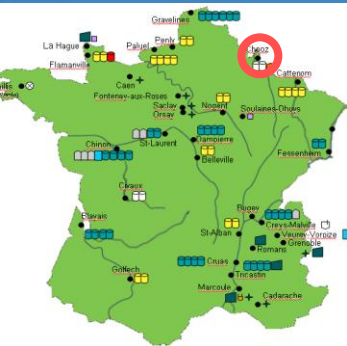 Gravelines
Penly
Paluel
La Hague
Flamanville
Cattenom
Caen
Fontenay-aux-Roses
Saclay
Orsay
Nogent
Soulaines-Dhuys
St-Laurent
Dampierre
Chinon
Belleville
Fessenheim
Civaux
Blayais
Bugey
Creys-Malville
St-Alban
Veurey-Voroize
Grenoble
Romans
Golfech
Cruas
Tricastin
Marcoule
Cadarache